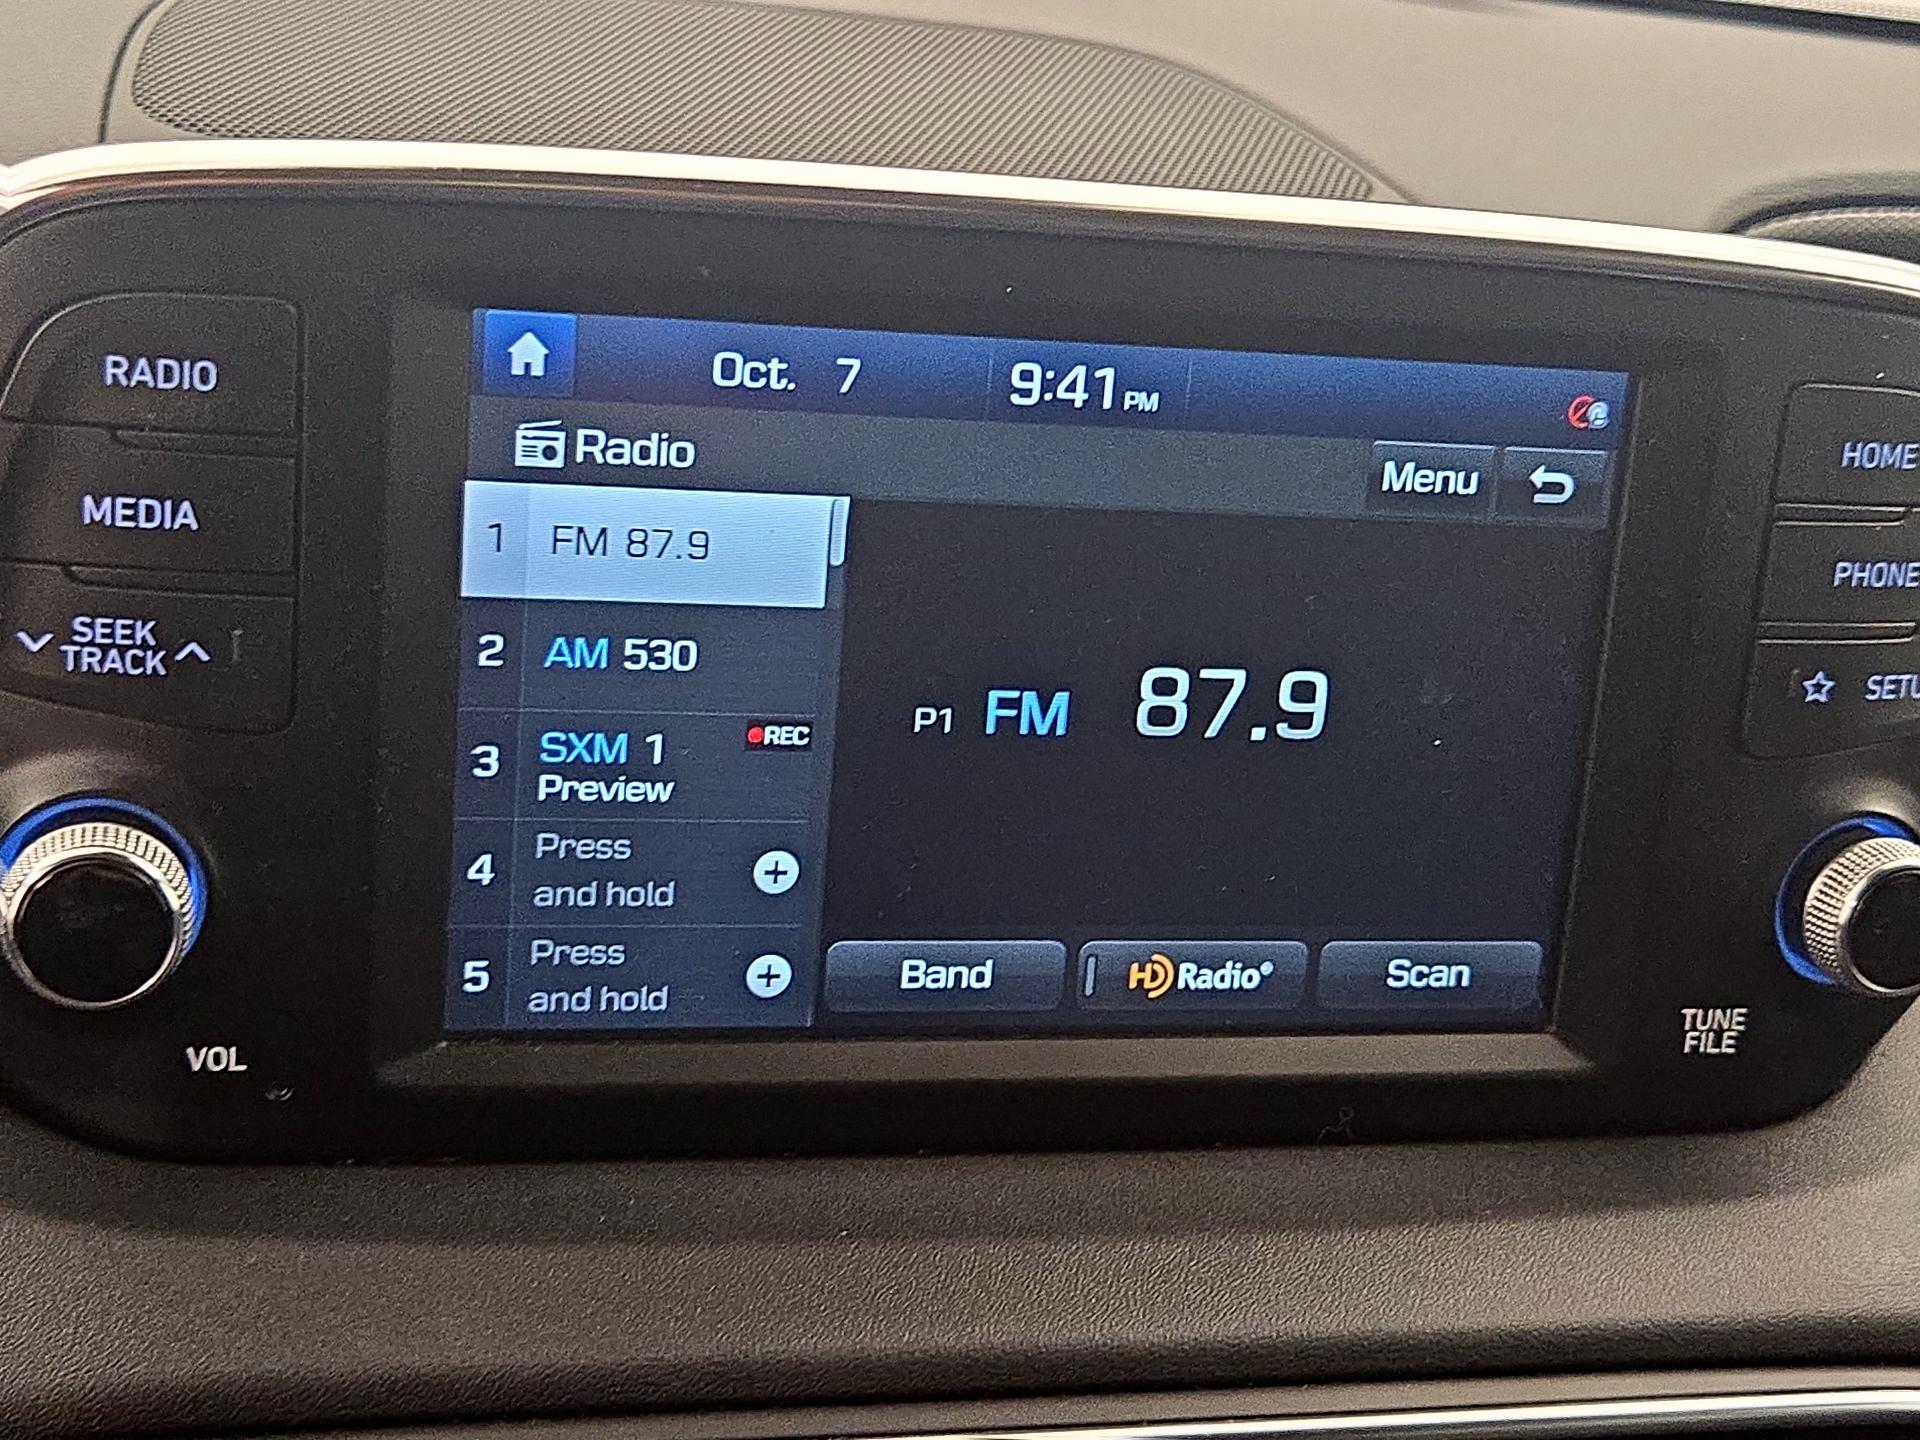 RADIO
MEDIA
SEEK
TRACK
VOL
Oct. 7 9:41 PM
Radio
Menu
1 FM 87.9
2 AM 530
3 SXM 1 REC
Preview
4 Press
and hold
5 Press
and hold
P1 FM 87.9
Band
HD Radio®
Scan
HOME
PHONE
TUNE
FILE